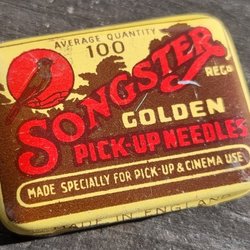 AVERAGE QUANTITY
100
SONGSTER
REGD
GOLDEN
PICK-UP NEEDLES
MADE SPECIALLY FOR PICK-UP & CINEMA USE
MADE IN ENGLAND